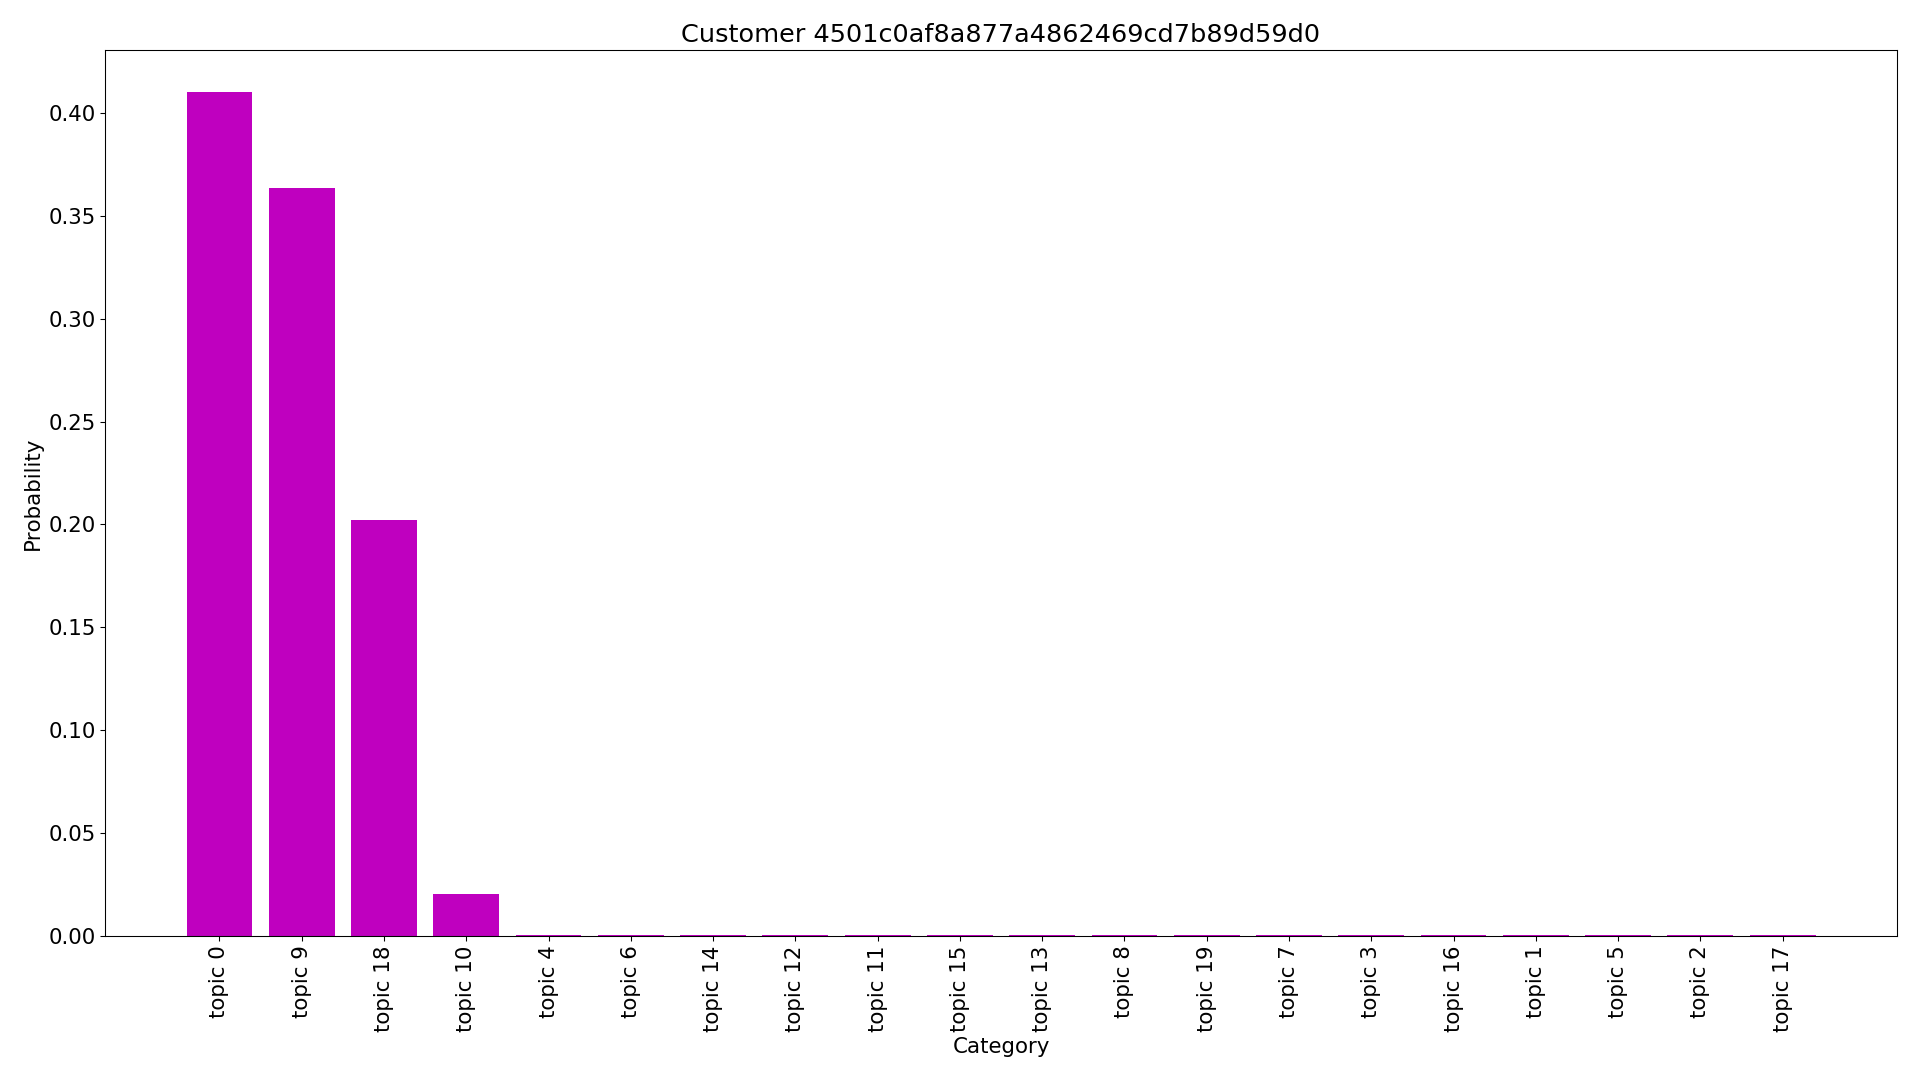 Customer 4501c0af8a877a4862469cd7b89d59d0
Probability
0.40
0.35
0.30
0.25
0.20
0.15
0.10
0.05
0.00
topic 0
topic 9
topic 18
topic 10
topic 4
topic 6
topic 14
topic 12
topic 11
topic 15
topic 13
topic 8
topic 19
topic 7
topic 3
topic 16
topic 1
topic 5
topic 2
topic 17
Category